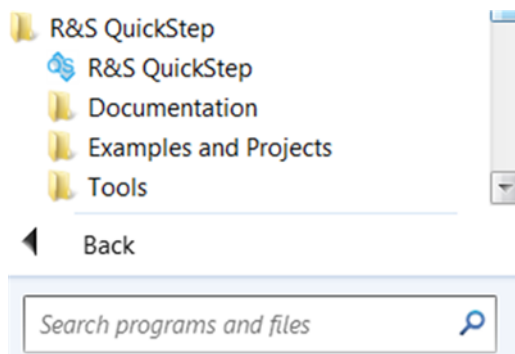 R&S QuickStep
R&S QuickStep
Documentation
Examples and Projects
Tools
Back
Search programs and files